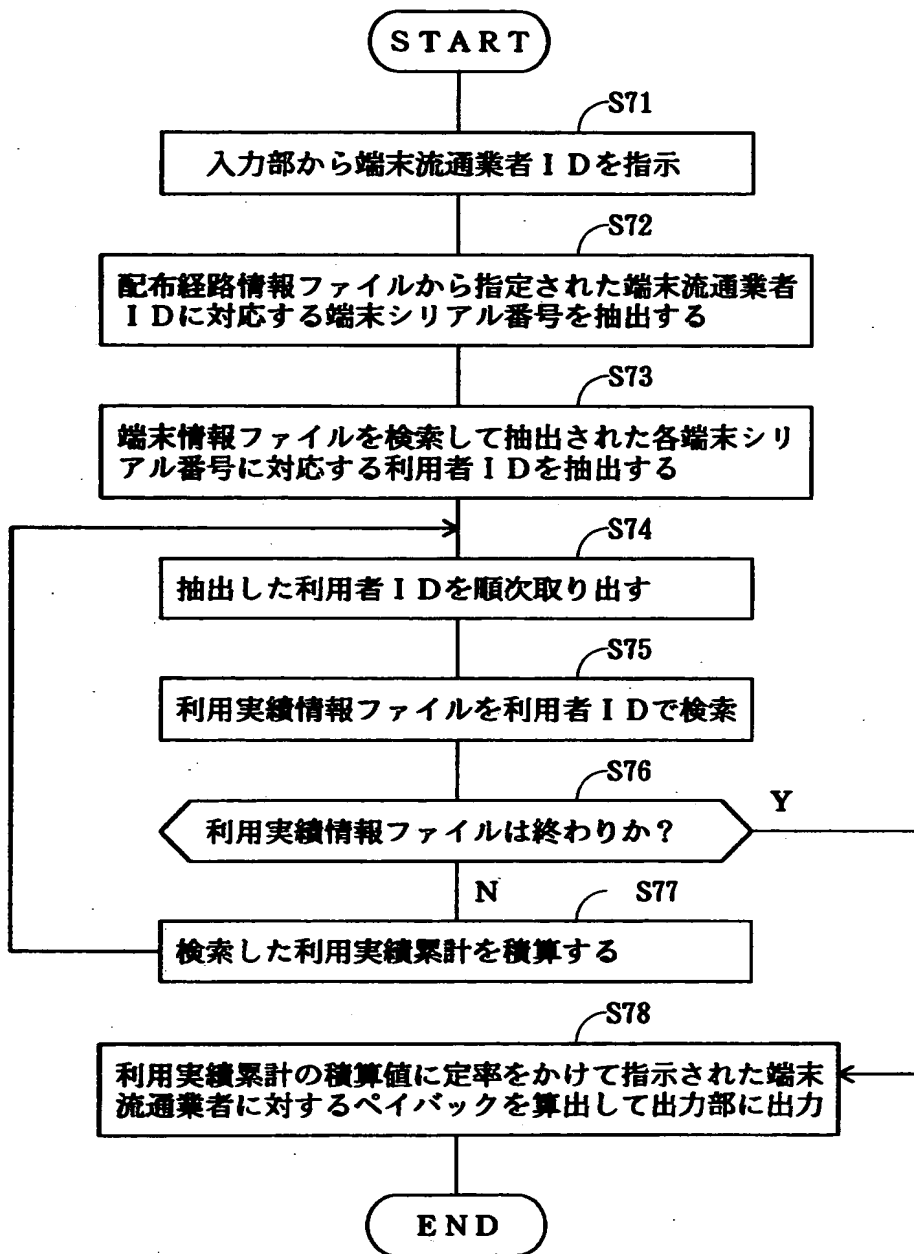 START
S71
入力部から端末流通業者IDを指示
S72
配布経路情報ファイルから指定された端末流通業者
IDに対応する端末シリアル番号を抽出する
S73
端末情報ファイルを検索して抽出された各端末シリ
アル番号に対応する利用者IDを抽出する
S74
抽出した利用者IDを順次取り出す
S75
利用実績情報ファイルを利用者IDで検索
S76
利用実績情報ファイルは終わりか？
Y
N
S77
検索した利用実績累計を積算する
S78
利用実績累計の積算値に定率をかけて指示された端末
流通業者に対するペイバックを算出して出力部に出力
END